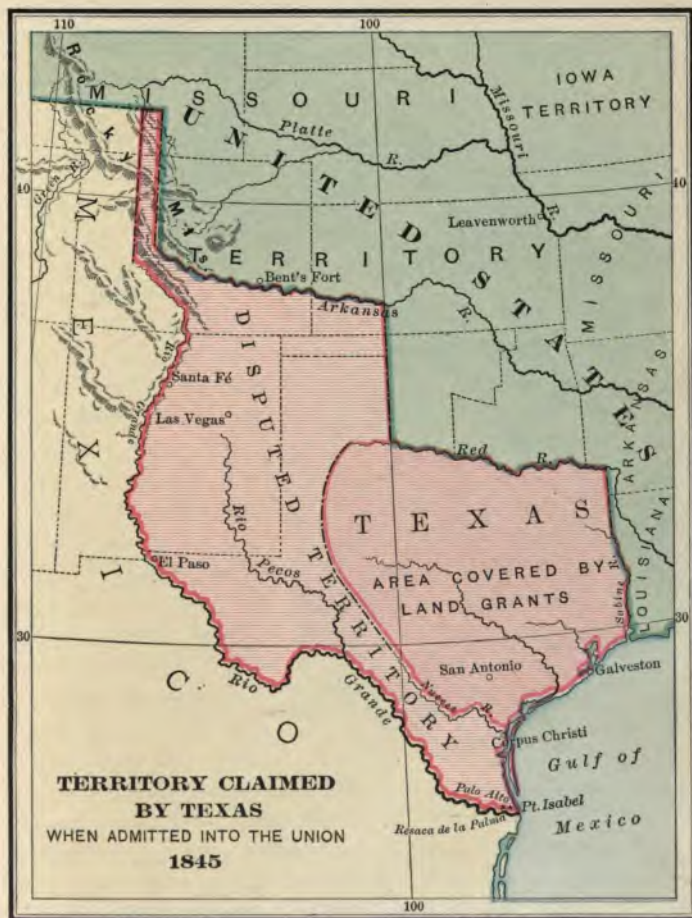 110
100
Rocky Mts
MISSOURI
TERRITORY
UNITED STATES
IOWA
TERRITORY
Missouri
R.
Platte
R.
Green R.
40
40
Leavenworth
MISSOURI
Bent's Fort
Arkansas
R.
MEXICO
DISPUTED TERRITORY
Rio
Grande
Santa Fé
Las Vegas
ARKANSAS
Red R.
TEXAS
AREA COVERED BY
LAND GRANTS
Rio
Pecos
El Paso
Sabine R.
LOUISIANA
30
30
San Antonio
Galveston
Rio
Grande
Nueces R.
Corpus Christi
Gulf of
Mexico
Palo Alto
Pt. Isabel
Resaca de la Palma
TERRITORY CLAIMED
BY TEXAS
WHEN ADMITTED INTO THE UNION
1845
100